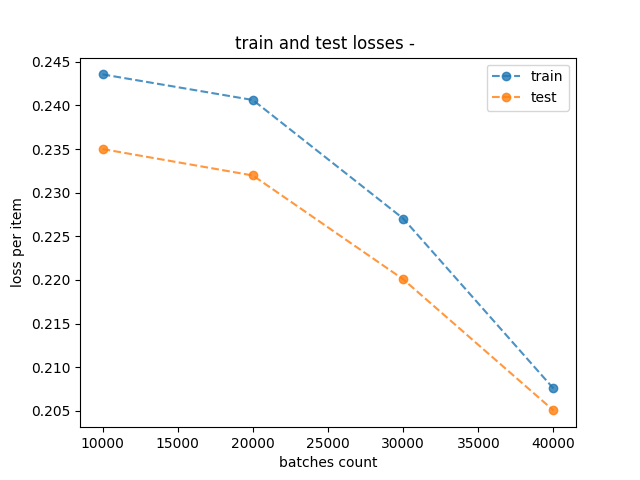 train and test losses -
train
test
loss per item
0.245
0.240
0.235
0.230
0.225
0.220
0.215
0.210
0.205
10000 15000 20000 25000 30000 35000 40000
batches count